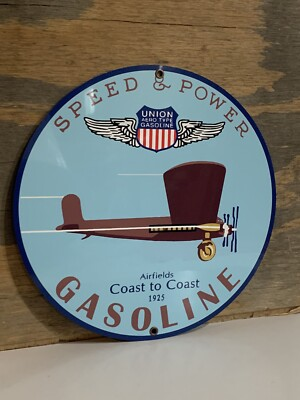 SPEED & POWER
UNION
AERO TYPE
GASOLINE
Airfields
Coast to Coast
1925
GASOLINE